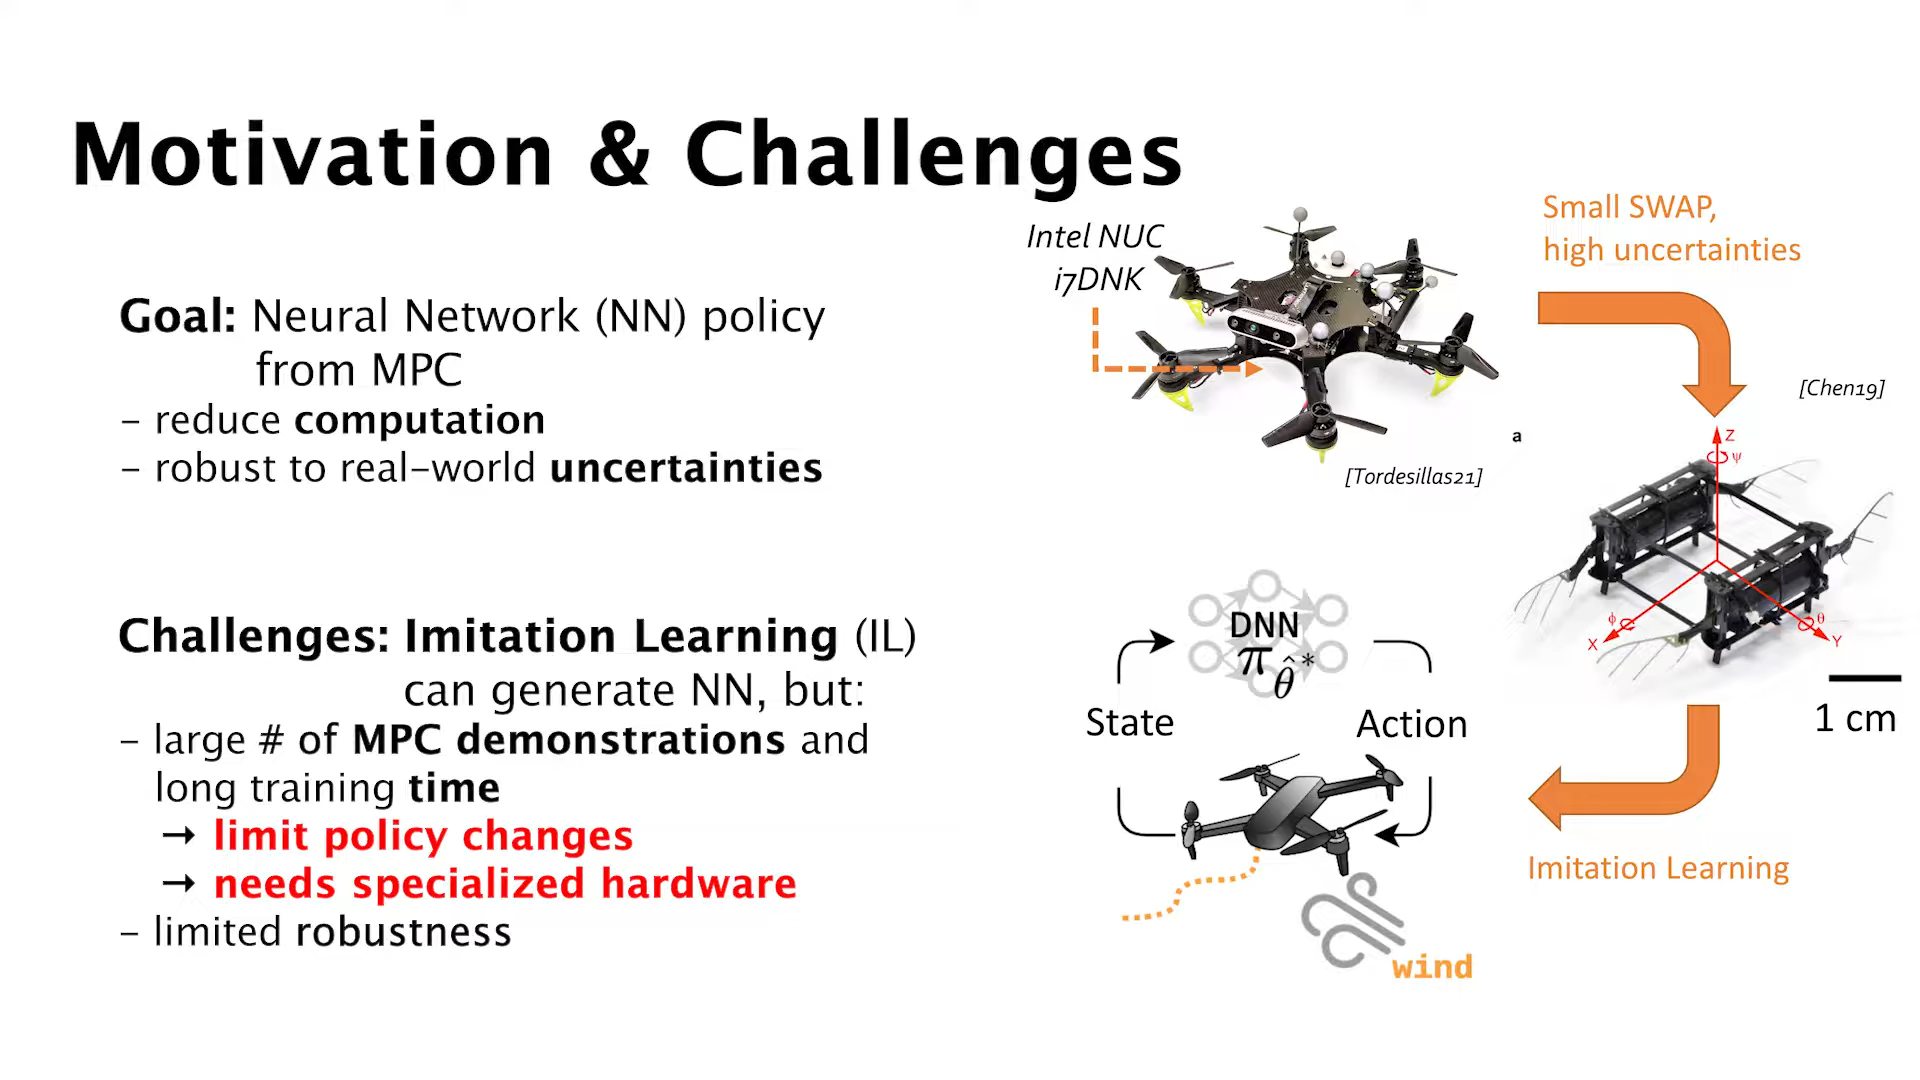 Motivation & Challenges
Goal: Neural Network (NN) policy
from MPC
– reduce computation
– robust to real–world uncertainties
Challenges: Imitation Learning (IL)
can generate NN, but:
– large # of MPC demonstrations and
long training time
→ limit policy changes
→ needs specialized hardware
– limited robustness
Intel NUC
i7DNK
[Tordesillas21]
Small SWAP,
high uncertainties
[Chen19]
a
Z
ψ
ϕ
X
θ
Y
1 cm
DNN
π θ̂*
State
Action
wind
Imitation Learning